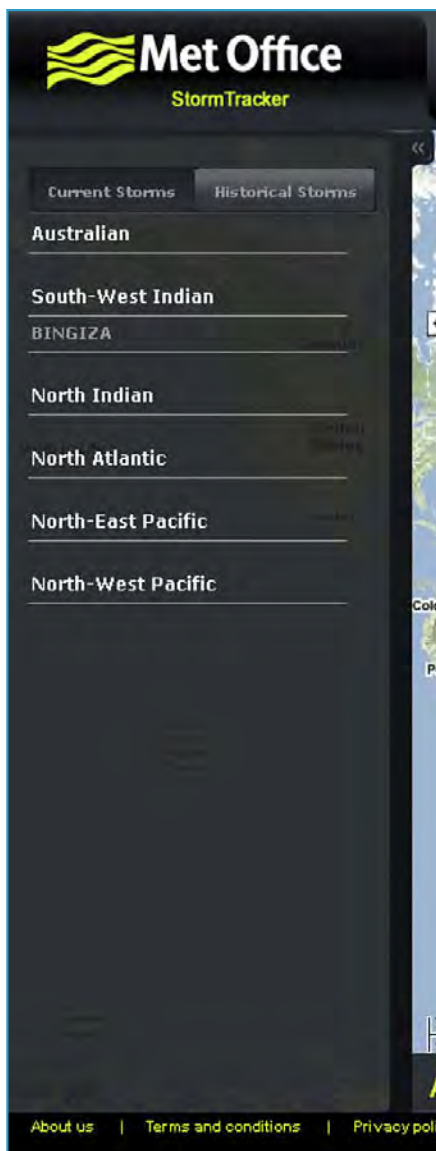 Met Office
StormTracker
«
Current Storms Historical Storms
Australian
South-West Indian
BINGIZA
North Indian
North Atlantic
North-East Pacific
North-West Pacific
About us | Terms and conditions | Privacy poli